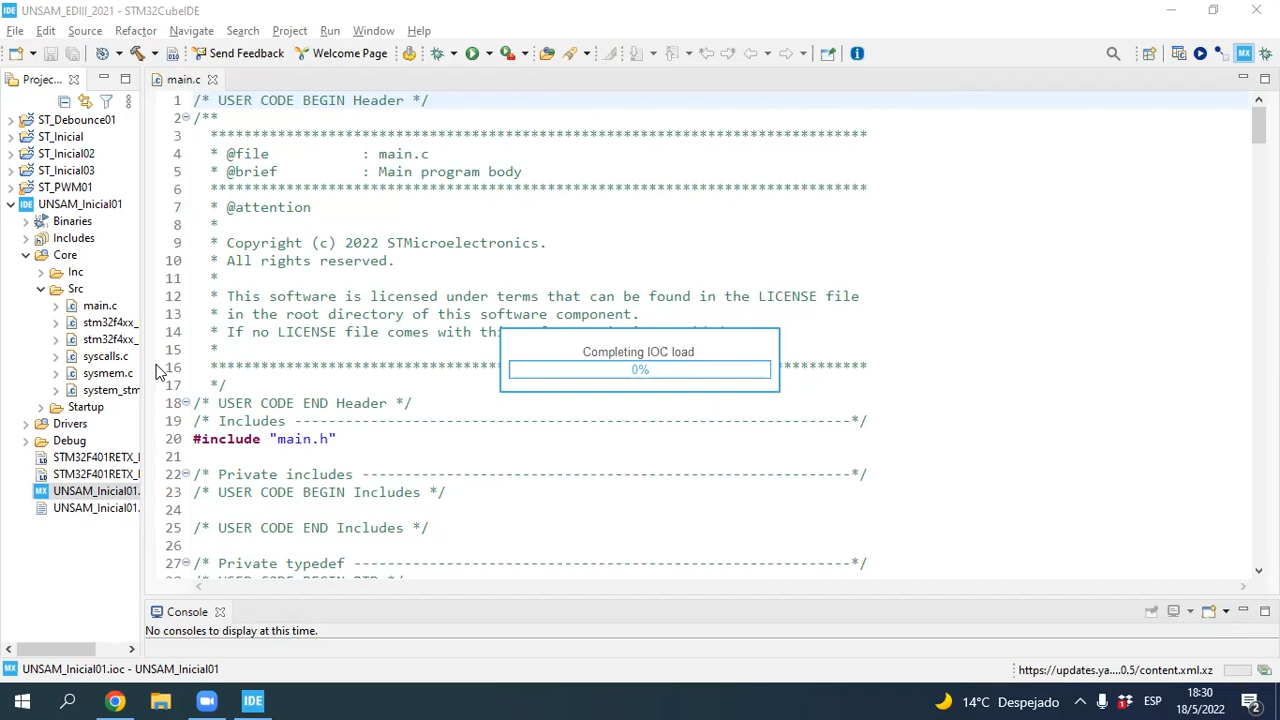 UNSAM_EDIII_2021 - STM32CubeIDE
File Edit Source Refactor Navigate Search Project Run Window Help
Send Feedback Welcome Page
Projec...
main.c
ST_Debounce01
ST_Inicial
ST_Inicial02
ST_Inicial03
ST_PWM01
UNSAM_Inicial01
Binaries
Includes
Core
Inc
Src
main.c
stm32f4xx_
stm32f4xx_
syscalls.c
sysmem.c
system_stm
Startup
Drivers
Debug
STM32F401RETX_
STM32F401RETX_
UNSAM_Inicial01.
UNSAM_Inicial01.
1 /* USER CODE BEGIN Header */
2 /**
3 ******************************************************************************
4 * @file : main.c
5 * @brief : Main program body
6 ******************************************************************************
7 * @attention
8 *
9 * Copyright (c) 2022 STMicroelectronics.
10 * All rights reserved.
11 *
12 * This software is licensed under terms that can be found in the LICENSE file
13 * in the root directory of this software component.
14 * If no LICENSE file comes with thi
15 *
16 ******************************************************************************
17 */
18 /* USER CODE END Header */
19 /* Includes ------------------------------------------------------------------*/
20 #include "main.h"
21
22 /* Private includes ----------------------------------------------------------*/
23 /* USER CODE BEGIN Includes */
24
25 /* USER CODE END Includes */
26
27 /* Private typedef -----------------------------------------------------------*/
Completing IOC load
0%
Console
No consoles to display at this time.
UNSAM_Inicial01.ioc - UNSAM_Inicial01
https://updates.ya....0.5/content.xml.xz
14°C Despejado
ESP
18:30
18/5/2022
2